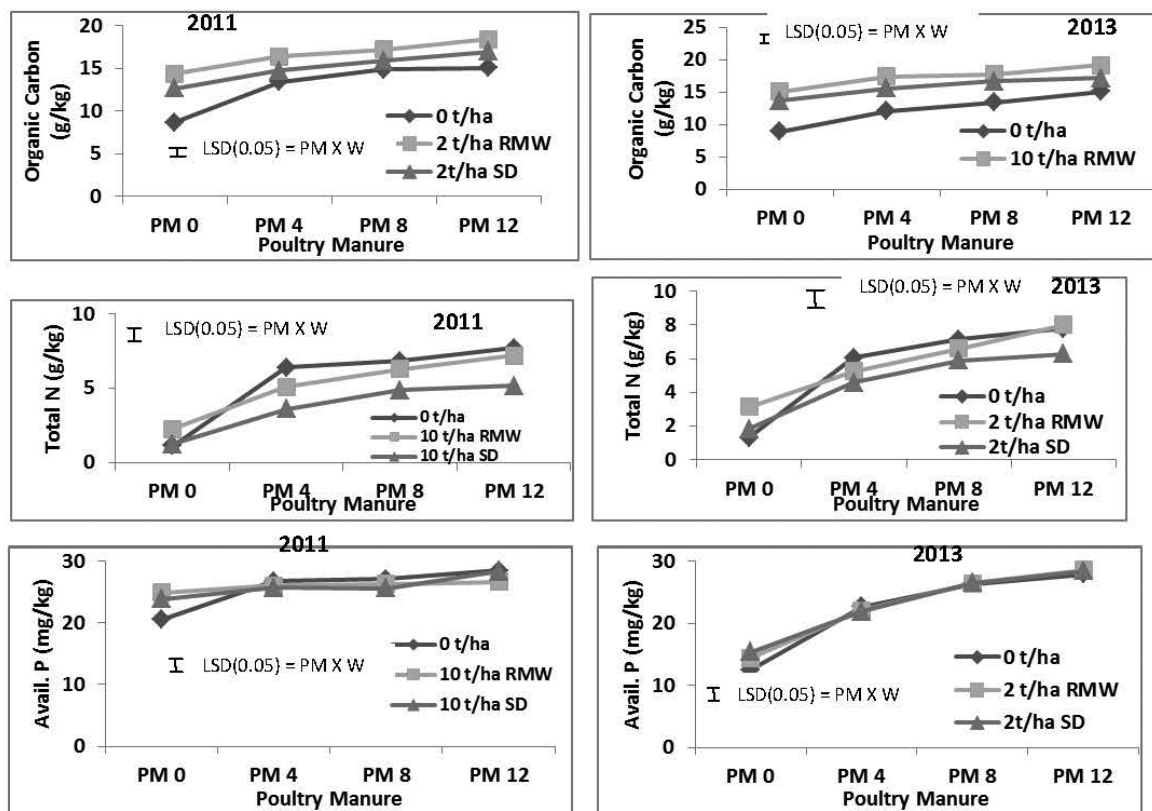 2011
Organic Carbon
(g/kg)
20
15
10
5
0
0 t/ha
2 t/ha RMW
2t/ha SD
LSD(0.05) = PM X W
PM 0 PM 4 PM 8 PM 12
Poultry Manure
LSD(0.05) = PM X W
2013
Organic Carbon
(g/kg)
25
20
15
10
5
0
0 t/ha
10 t/ha RMW
PM 0 PM 4 PM 8 PM 12
Poultry Manure
LSD(0.05) = PM X W
2011
Total N (g/kg)
10
5
0
0 t/ha
10 t/ha RMW
10 t/ha SD
PM 0 PM 4 PM 8 PM 12
Poultry Manure
LSD(0.05) = PM X W
2013
Total N (g/kg)
10
8
6
4
2
0
0 t/ha
2 t/ha RMW
2t/ha SD
PM 0 PM 4 PM 8 PM 12
Poultry Manure
2011
Avail. P (mg/kg)
30
20
10
0
0 t/ha
10 t/ha RMW
10 t/ha SD
LSD(0.05) = PM X W
PM 0 PM 4 PM 8 PM 12
Poultry Manure
2013
Avail. P (mg/kg)
30
20
10
0
0 t/ha
2 t/ha RMW
2t/ha SD
LSD(0.05) = PM X W
PM 0 PM 4 PM 8 PM 12
Poultry Manure